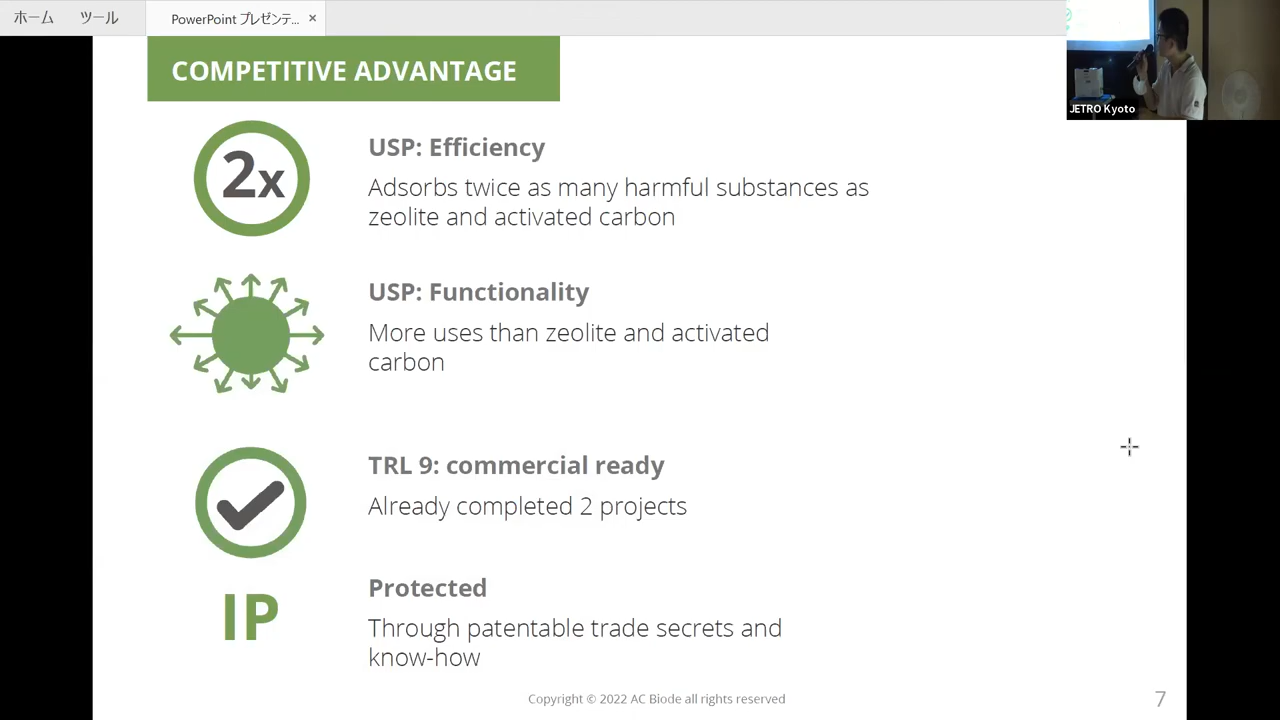 ホーム ツール PowerPoint プレゼンテ... ×
COMPETITIVE ADVANTAGE
JETRO Kyoto
2x
USP: Efficiency
Adsorbs twice as many harmful substances as
zeolite and activated carbon
USP: Functionality
More uses than zeolite and activated
carbon
TRL 9: commercial ready
Already completed 2 projects
IP
Protected
Through patentable trade secrets and
know-how
Copyright © 2022 AC Biode all rights reserved
7